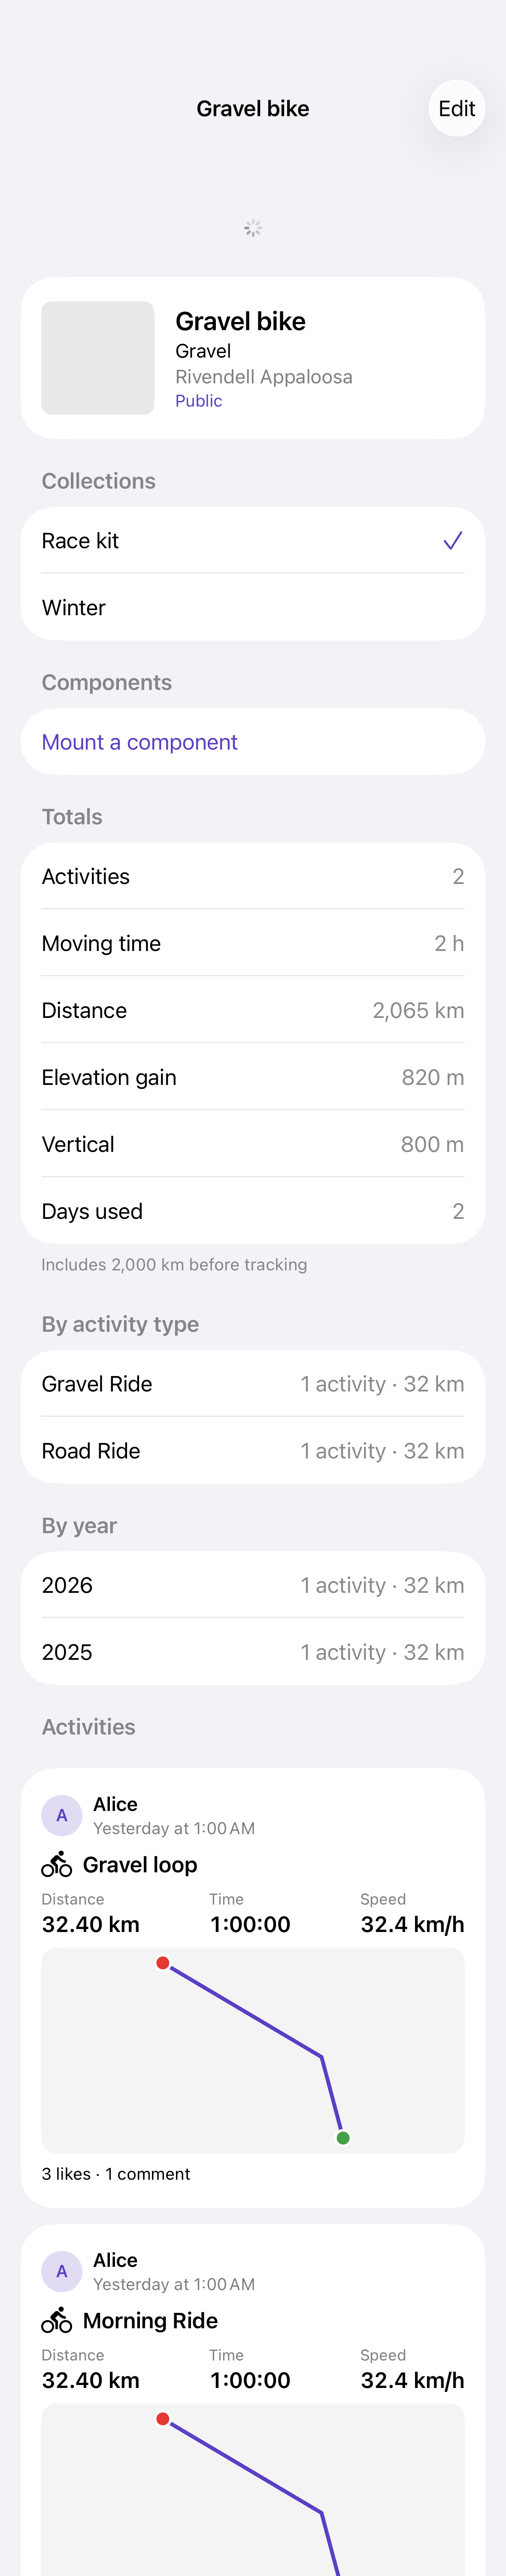 Gravel bike
Edit
Gravel bike
Gravel
Rivendell Appaloosa
Public
Collections
Race kit
Winter
Components
Mount a component
Totals
Activities 2
Moving time 2 h
Distance 2,065 km
Elevation gain 820 m
Vertical 800 m
Days used 2
Includes 2,000 km before tracking
By activity type
Gravel Ride 1 activity · 32 km
Road Ride 1 activity · 32 km
By year
2026 1 activity · 32 km
2025 1 activity · 32 km
Activities
A
Alice
Yesterday at 1:00 AM
Gravel loop
Distance Time Speed
32.40 km 1:00:00 32.4 km/h
3 likes · 1 comment
A
Alice
Yesterday at 1:00 AM
Morning Ride
Distance Time Speed
32.40 km 1:00:00 32.4 km/h